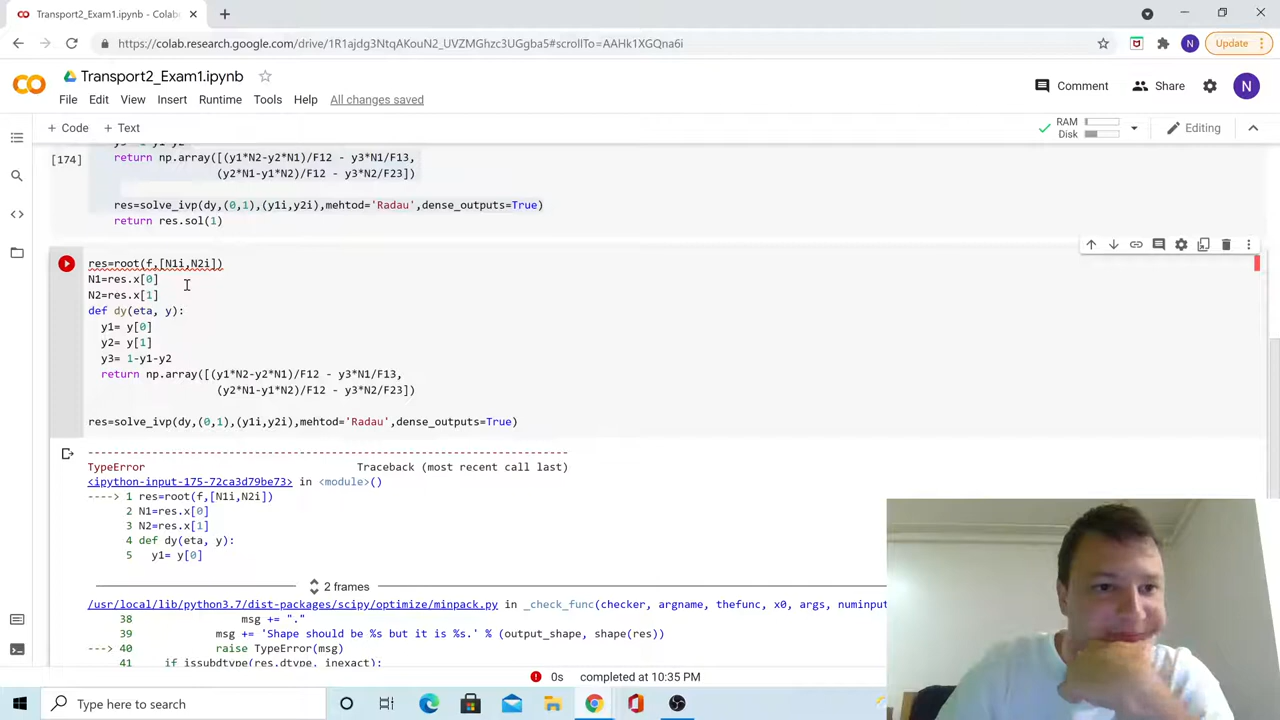 Transport2_Exam1.ipynb - Colab
https://colab.research.google.com/drive/1R1ajdg3NtqAKouN3TUVZMGhzc3UGgba5#scrollTo=AAHk1XGQna6i
N
Update
Transport2_Exam1.ipynb
File Edit View Insert Runtime Tools Help All changes saved
Comment
Share
N
+ Code + Text
RAM
Disk
Editing
[174]
return np.array([(y1*N2-y2*N1)/F12 - y3*N1/F13,
(y2*N1-y1*N2)/F12 - y3*N2/F23])
res=solve_ivp(dy,(0,1),(y1i,y2i),mehtod='Radau',dense_outputs=True)
return res.sol(1)
res=root(f,[N1i,N2i])
N1=res.x[0]
N2=res.x[1]
def dy(eta, y):
y1= y[0]
y2= y[1]
y3= 1-y1-y2
return np.array([(y1*N2-y2*N1)/F12 - y3*N1/F13,
(y2*N1-y1*N2)/F12 - y3*N2/F23])
res=solve_ivp(dy,(0,1),(y1i,y2i),mehtod='Radau',dense_outputs=True)
---------------------------------------------------------------------------
TypeError Traceback (most recent call last)
<ipython-input-175-72ca3d79be73> in <module>()
----> 1 res=root(f,[N1i,N2i])
2 N1=res.x[0]
3 N2=res.x[1]
4 def dy(eta, y):
5 y1= y[0]
2 frames
/usr/local/lib/python3.7/dist-packages/scipy/optimize/minpack.py in _check_func(checker, argname, thefunc, x0, args, numinput
38 msg += "."
39 msg += 'Shape should be %s but it is %s.' % (output_shape, shape(res))
---> 40 raise TypeError(msg)
41 if issubdtype(res.dtype, inexact):
0s completed at 10:35 PM
Type here to search